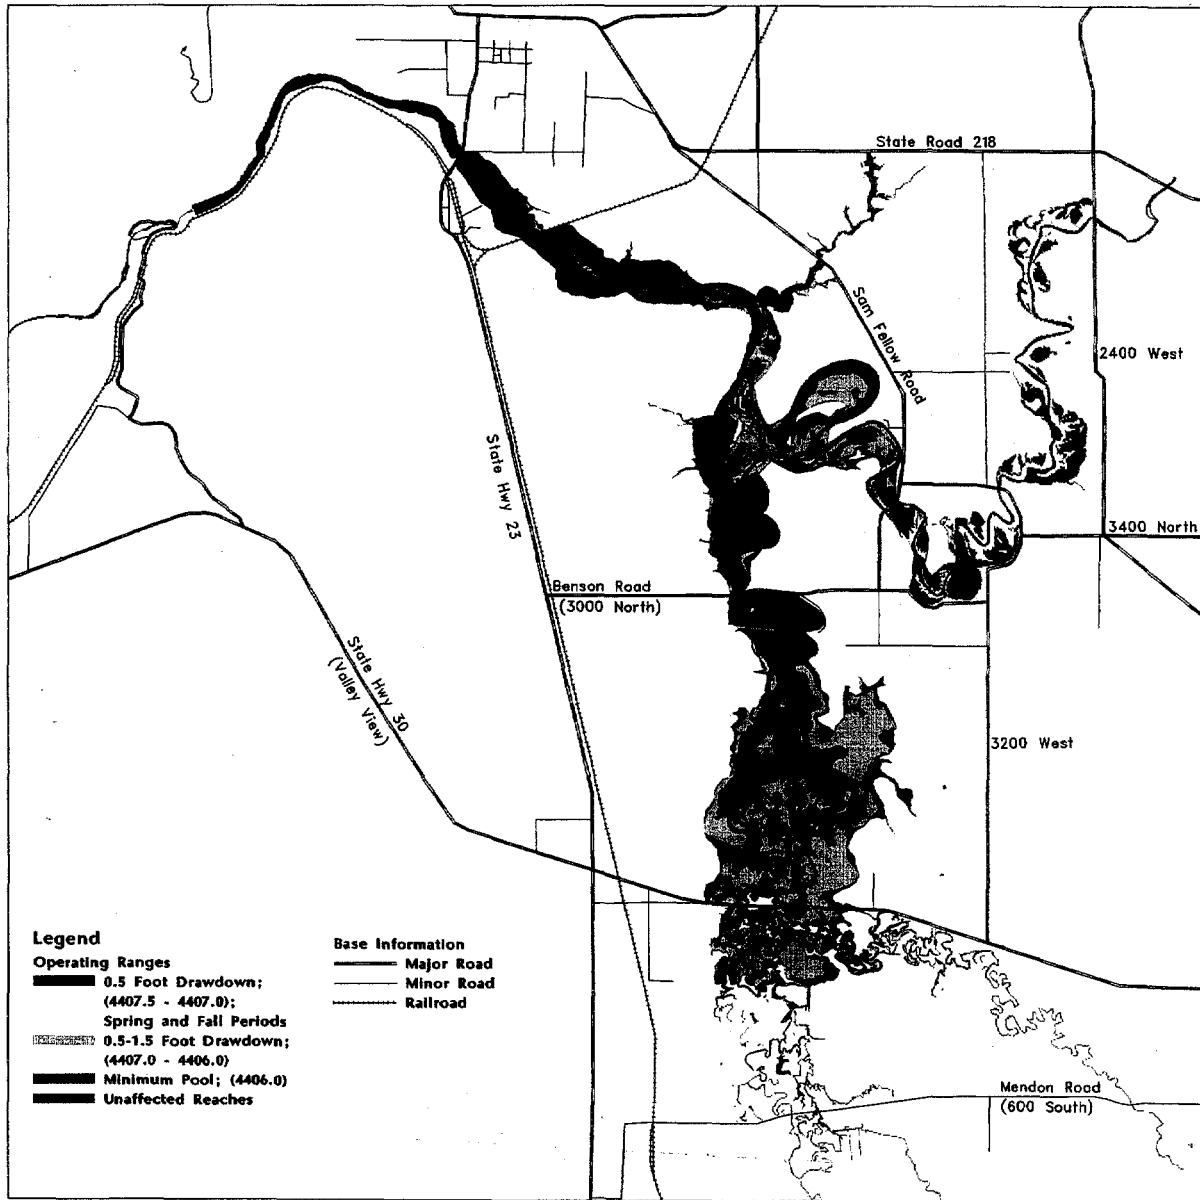 State Road 218
Sam Fellow Road
2400 West
State Hwy 23
3400 North
Benson Road
(3000 North)
State Hwy 30
(Valley View)
3200 West
Legend
Operating Ranges
0.5 Foot Drawdown;
(4407.5 - 4407.0);
Spring and Fall Periods
0.5-1.5 Foot Drawdown;
(4407.0 - 4406.0)
Minimum Pool; (4406.0)
Unaffected Reaches
Base Information
Major Road
Minor Road
Railroad
Mendon Road
(600 South)